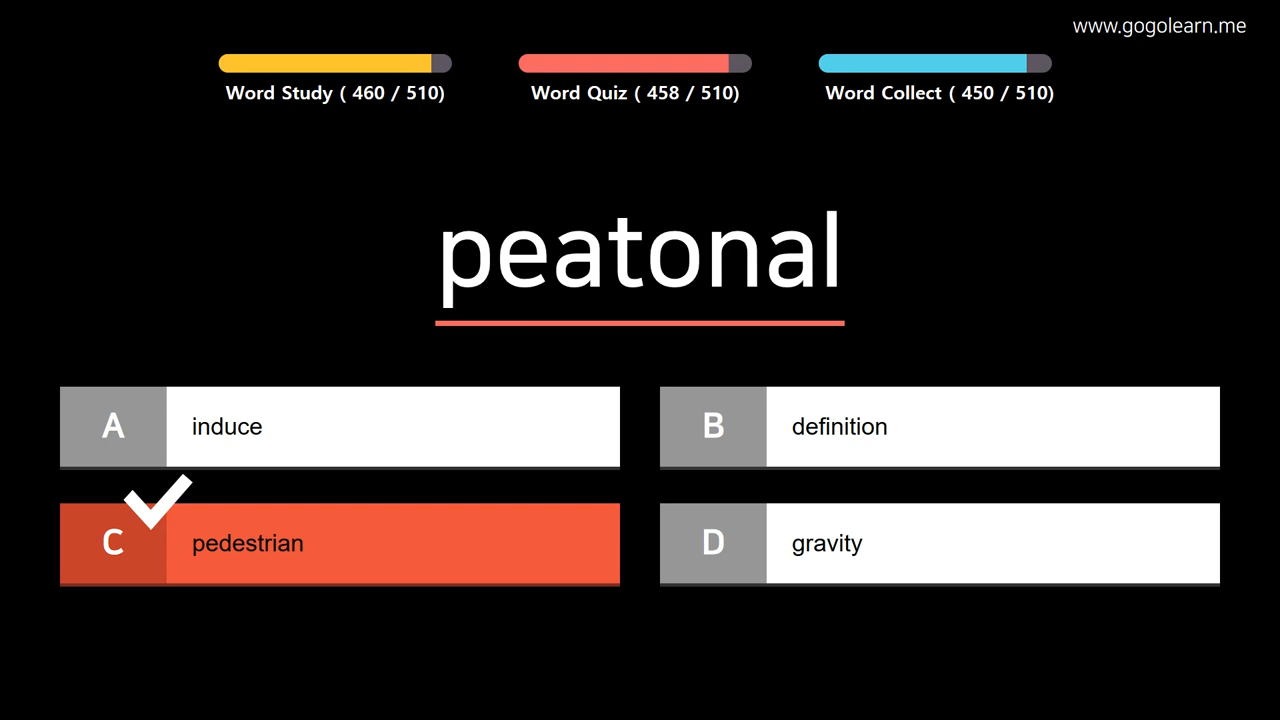 www.gogolearn.me
Word Study ( 460 / 510)
Word Quiz ( 458 / 510)
Word Collect ( 450 / 510)
peatonal
A induce
B definition
C pedestrian
D gravity